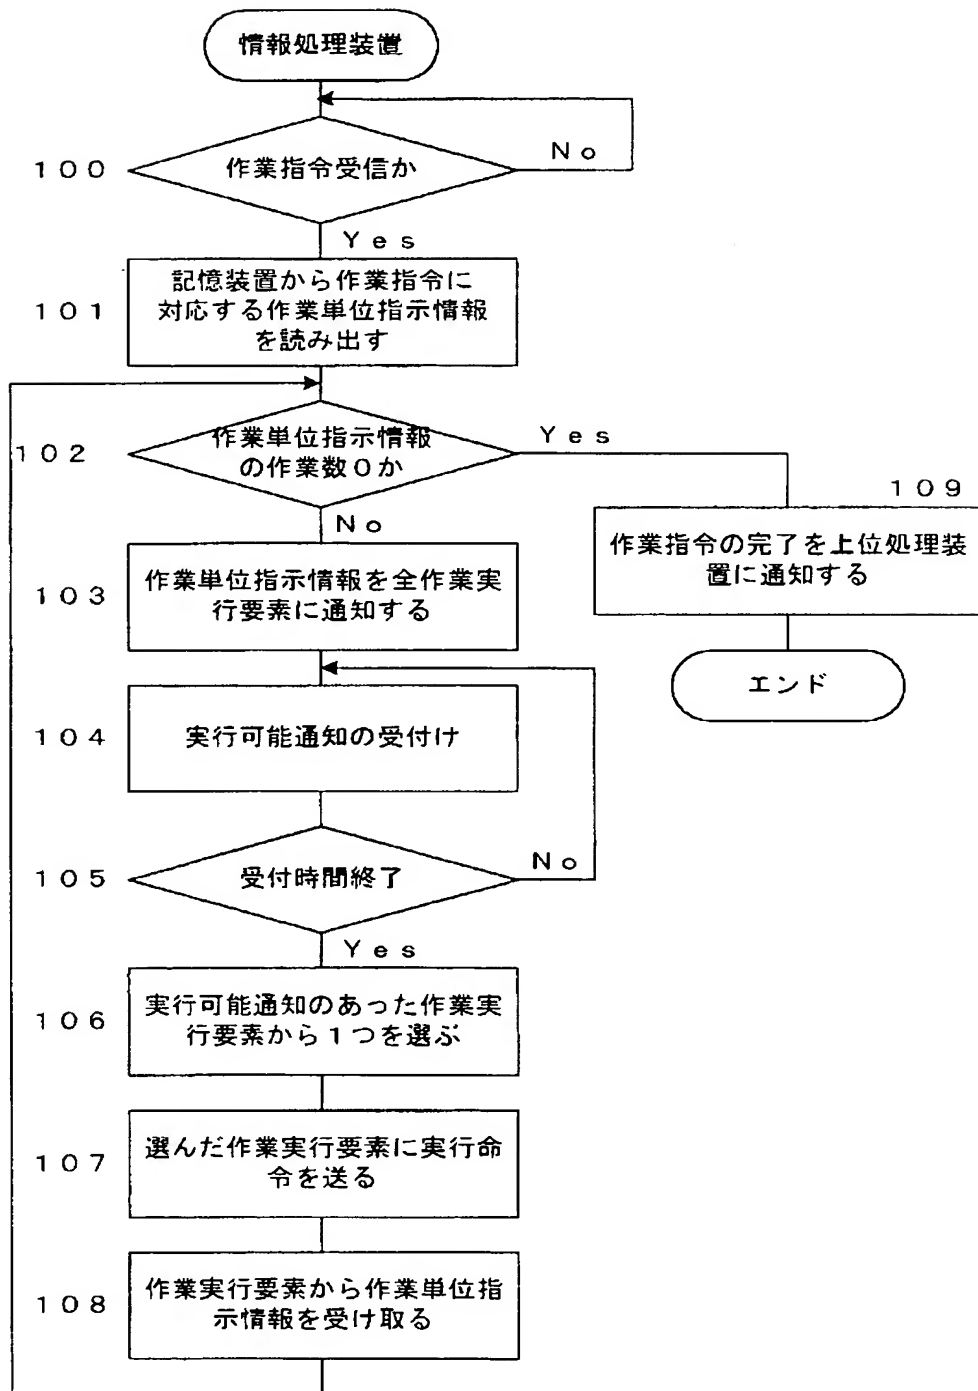 情報処理装置
100
作業指令受信か
No
Yes
101
記憶装置から作業指令に
対応する作業単位指示情報
を読み出す
102
作業単位指示情報
の作業数0か
Yes
No
109
作業指令の完了を上位処理装
置に通知する
エンド
103
作業単位指示情報を全作業実
行要素に通知する
104
実行可能通知の受付け
105
受付時間終了
No
Yes
106
実行可能通知のあった作業実
行要素から1つを選ぶ
107
選んだ作業実行要素に実行命
令を送る
108
作業実行要素から作業単位指
示情報を受け取る